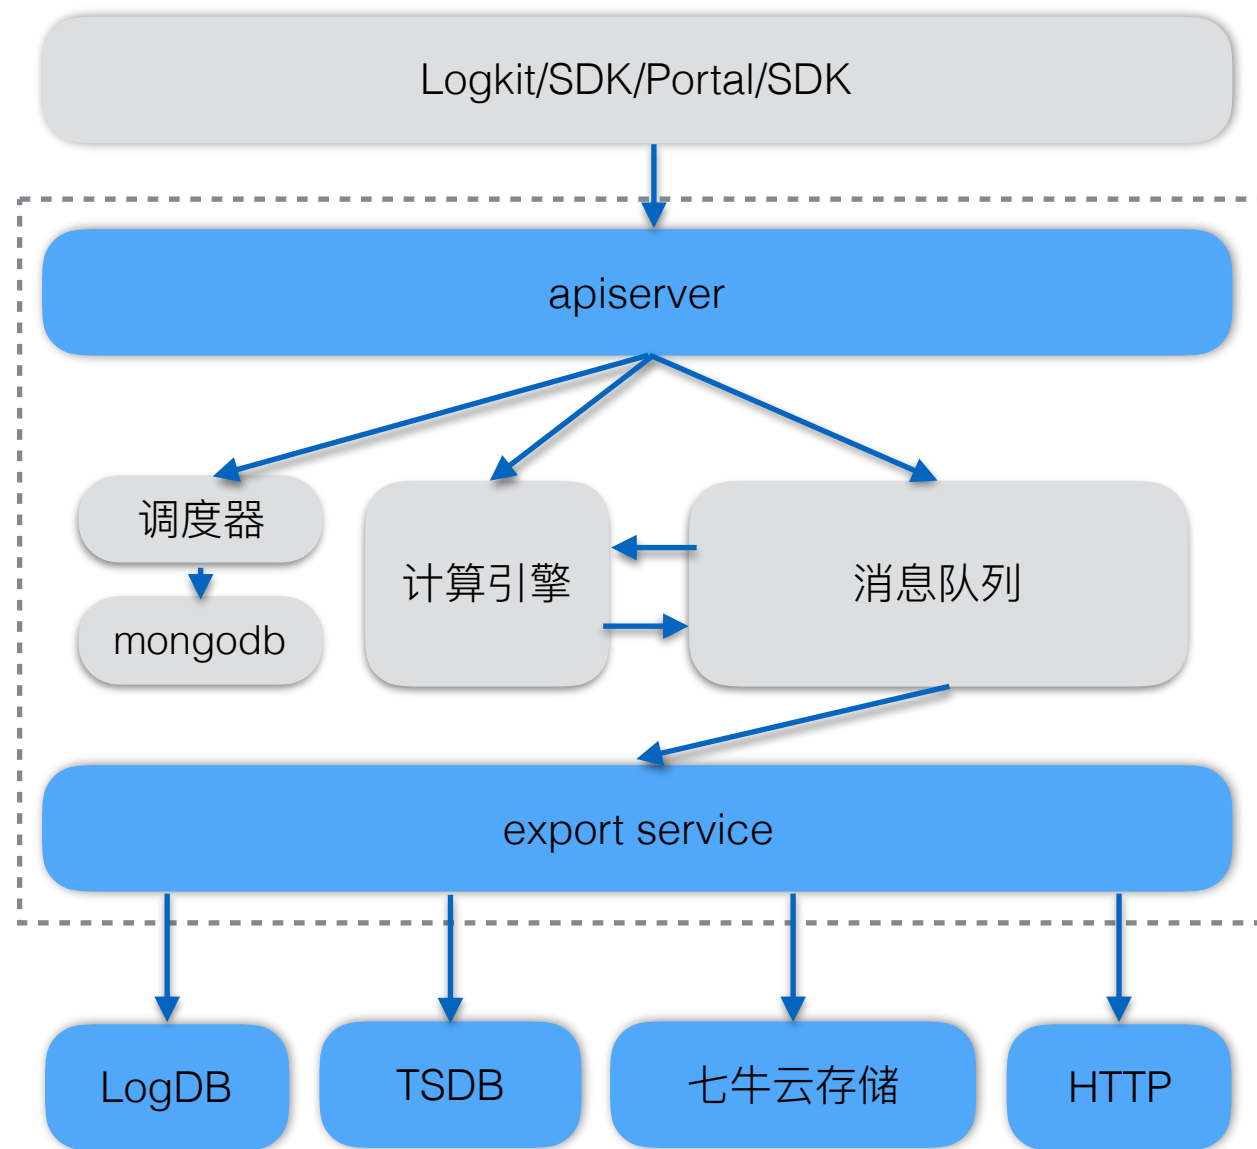 Logkit/SDK/Portal/SDK
apiserver
调度器
计算引擎
消息队列
mongodb
export service
LogDB
TSDB
七牛云存储
HTTP